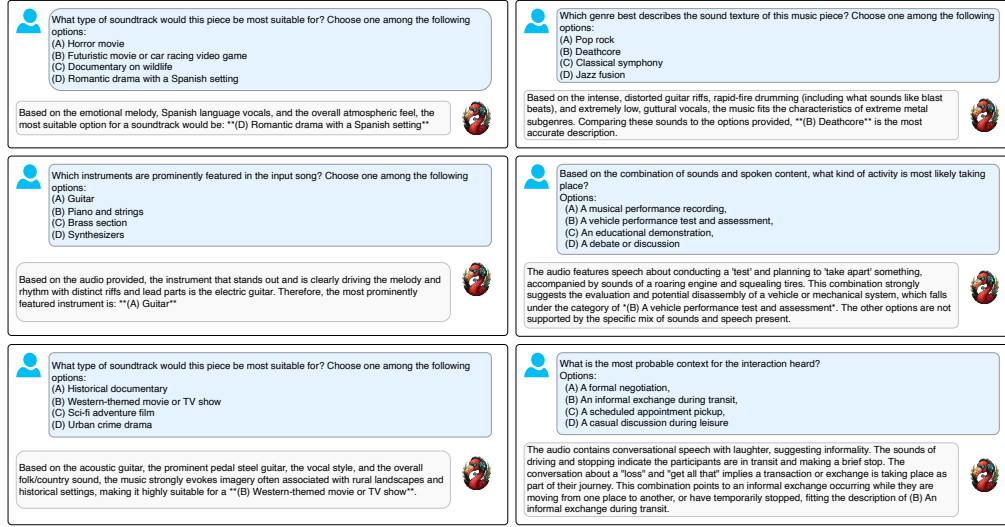 What type of soundtrack would this piece be most suitable for? Choose one among the following
options:
(A) Horror movie
(B) Futuristic movie or car racing video game
(C) Documentary on wildlife
(D) Romantic drama with a Spanish setting
Based on the emotional melody, Spanish language vocals, and the overall atmospheric feel, the
most suitable option for a soundtrack would be: **(D) Romantic drama with a Spanish setting**
Which genre best describes the sound texture of this music piece? Choose one among the following
options:
(A) Pop rock
(B) Deathcore
(C) Classical symphony
(D) Jazz fusion
Based on the intense, distorted guitar riffs, rapid-fire drumming (including what sounds like blast
beats), and extremely low, guttural vocals, the music fits the characteristics of extreme metal
subgenres. Comparing these sounds to the options provided, **(B) Deathcore** is the most
accurate description.
Which instruments are prominently featured in the input song? Choose one among the following
options:
(A) Guitar
(B) Piano and strings
(C) Brass section
(D) Synthesizers
Based on the audio provided, the instrument that stands out and is clearly driving the melody and
rhythm with distinct riffs and lead parts is the electric guitar. Therefore, the most prominently
featured instrument is: **(A) Guitar**
Based on the combination of sounds and spoken content, what kind of activity is most likely taking
place?
Options:
(A) A musical performance recording,
(B) A vehicle performance test and assessment,
(C) An educational demonstration,
(D) A debate or discussion
The audio features speech about conducting a 'test' and planning to 'take apart' something,
accompanied by sounds of a roaring engine and squealing tires. This combination strongly
suggests the evaluation and potential disassembly of a vehicle or mechanical system, which falls
under the category of *(B) A vehicle performance test and assessment*. The other options are not
supported by the specific mix of sounds and speech present.
What type of soundtrack would this piece be most suitable for? Choose one among the following
options:
(A) Historical documentary
(B) Western-themed movie or TV show
(C) Sci-fi adventure film
(D) Urban crime drama
Based on the acoustic guitar, the prominent pedal steel guitar, the vocal style, and the overall
folk/country sound, the music strongly evokes imagery often associated with rural landscapes and
historical settings, making it highly suitable for a **(B) Western-themed movie or TV show**.
What is the most probable context for the interaction heard?
Options:
(A) A formal negotiation,
(B) An informal exchange during transit,
(C) A scheduled appointment pickup,
(D) A casual discussion during leisure
The audio contains conversational speech with laughter, suggesting informality. The sounds of
driving and stopping indicate the participants are in transit and making a brief stop. The
conversation about a "loss" and "get all that" implies a transaction or exchange is taking place as
part of their journey. This combination points to an informal exchange occurring while they are
moving from one place to another, or have temporarily stopped, fitting the description of (B) An
informal exchange during transit.